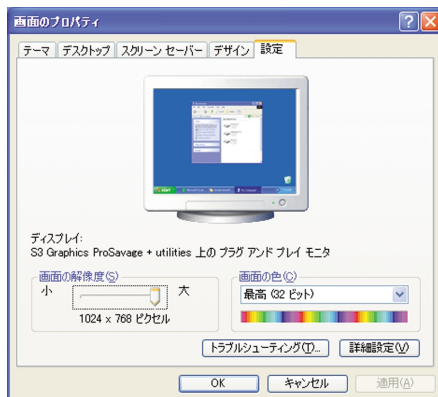 画面のプロパティ
テーマ デスクトップ スクリーン セーバー デザイン 設定
ディスプレイ:
S3 Graphics ProSavage + utilities 上の プラグ アンド プレイ モニタ
画面の解像度(S)
小 大
1024 x 768 ピクセル
画面の色(C)
最高 (32 ビット)
トラブルシューティング(T)... 詳細設定(V)
OK キャンセル 適用(A)